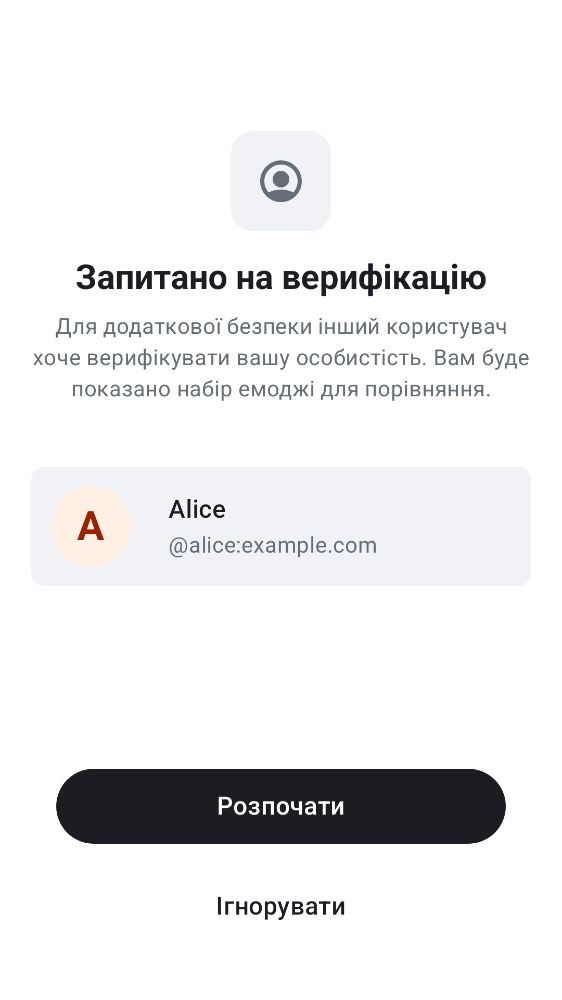 Запитано на верифікацію
Для додаткової безпеки інший користувач
хоче верифікувати вашу особистість. Вам буде
показано набір емоджі для порівняння.
A
Alice
@alice:example.com
Розпочати
Ігнорувати